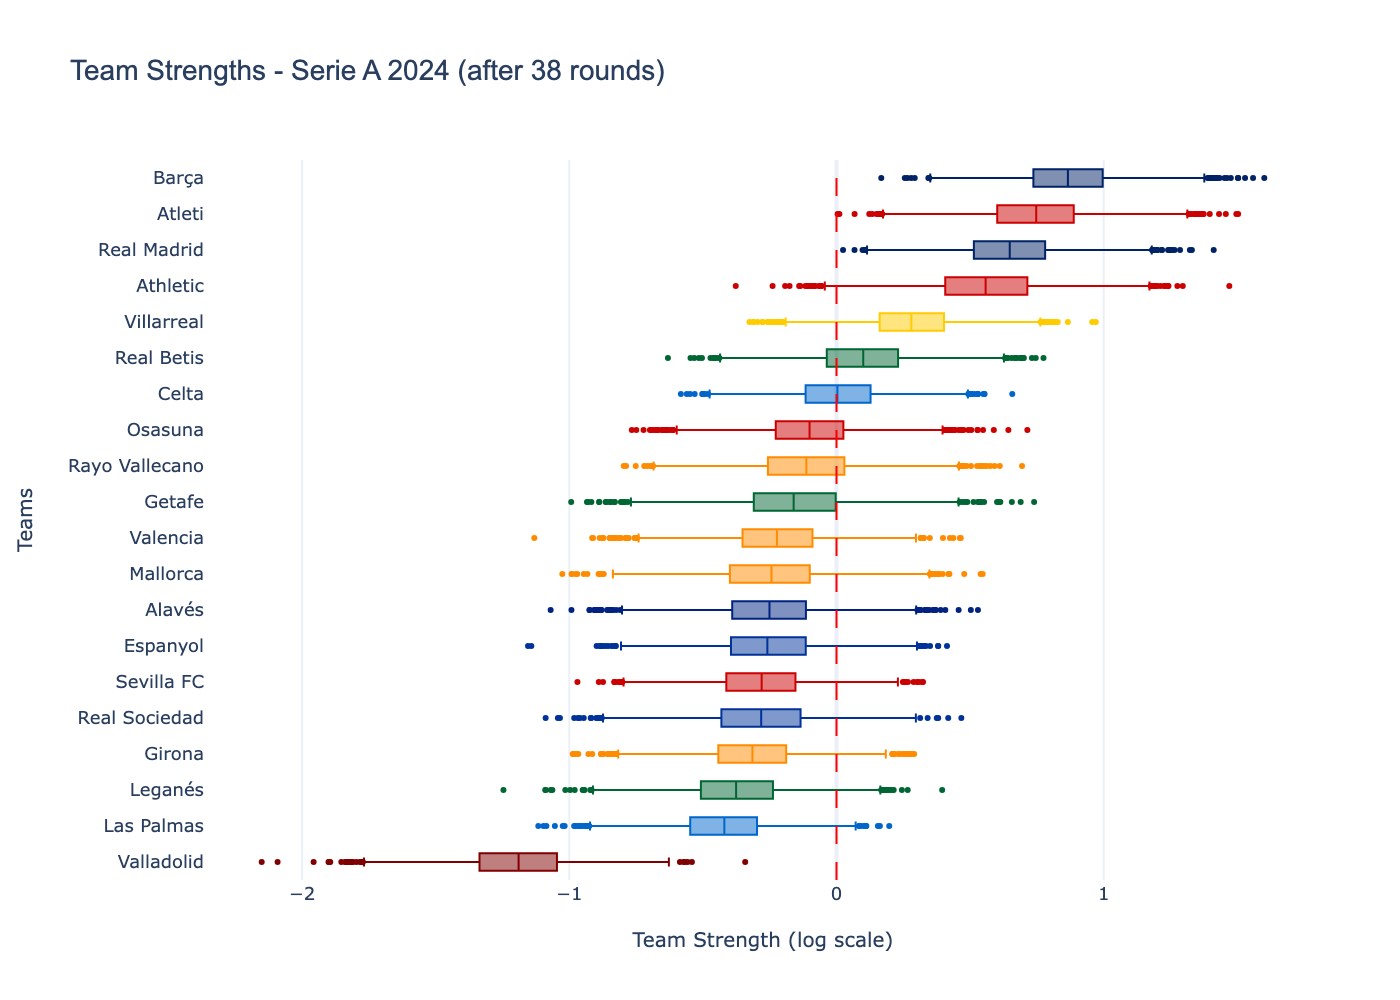 Team Strengths - Serie A 2024 (after 38 rounds)
Barça
Atleti
Real Madrid
Athletic
Villarreal
Real Betis
Celta
Osasuna
Rayo Vallecano
Getafe
Valencia
Mallorca
Alavés
Espanyol
Sevilla FC
Real Sociedad
Girona
Leganés
Las Palmas
Valladolid
Teams
−2
−1
0
1
Team Strength (log scale)